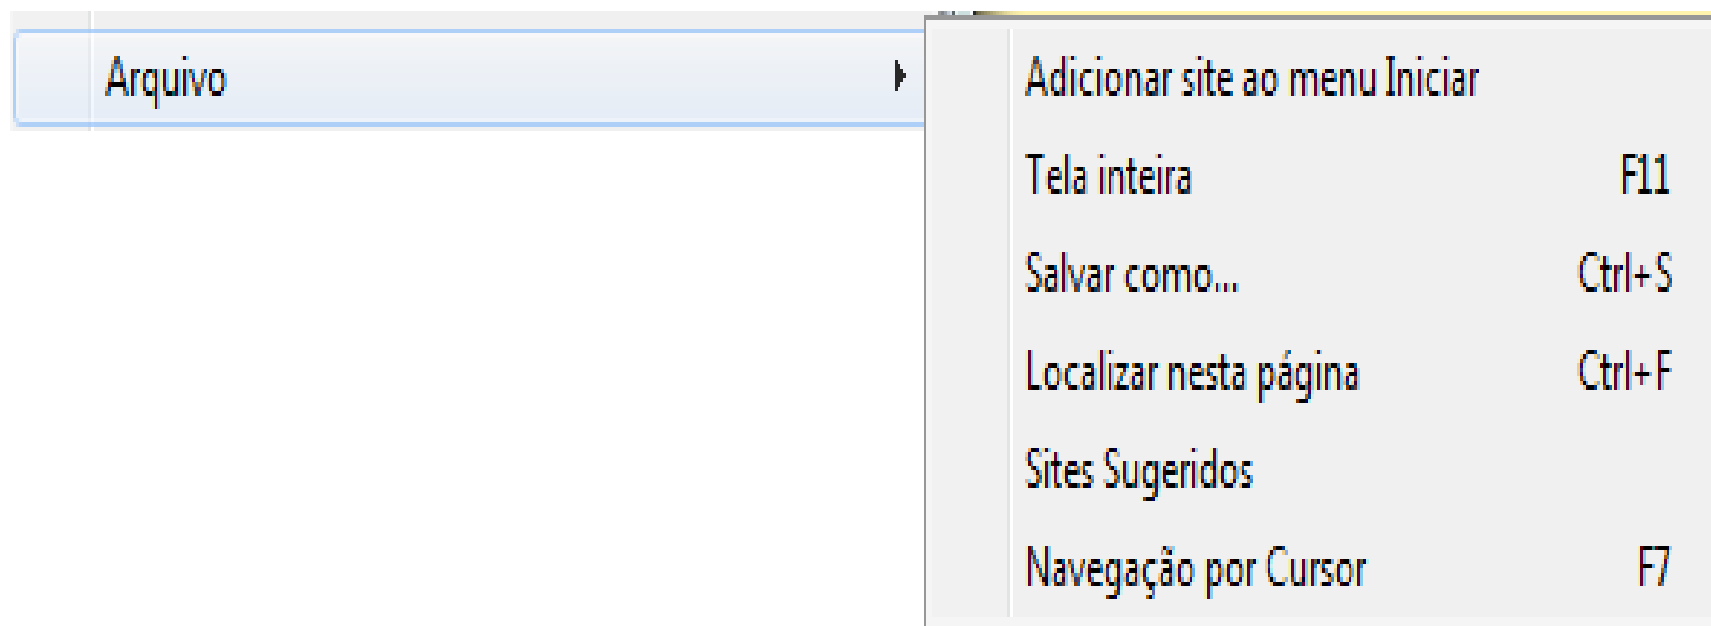 Arquivo
Adicionar site ao menu Iniciar
Tela inteira F11
Salvar como... Ctrl+S
Localizar nesta página Ctrl+F
Sites Sugeridos
Navegação por Cursor F7